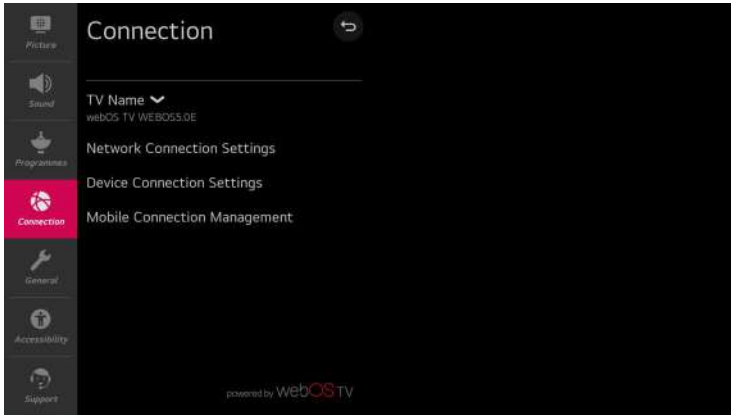 Picture
Sound
Programmes
Connection
General
Accessibility
Support
Connection
TV Name
webOS TV WEBOS5.0E
Network Connection Settings
Device Connection Settings
Mobile Connection Management
powered by webOS TV